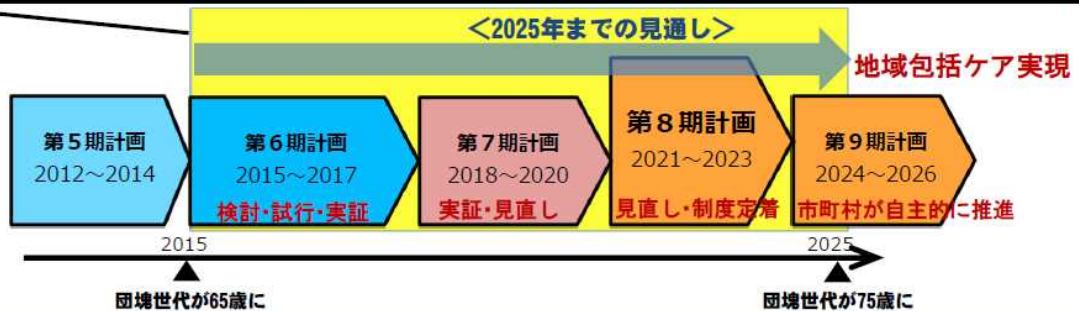 ＜2025年までの見通し＞
地域包括ケア実現
第５期計画
2012～2014
第６期計画
2015～2017
検討・試行・実証
第７期計画
2018～2020
実証・見直し
第８期計画
2021～2023
見直し・制度定着
第９期計画
2024～2026
市町村が自主的に推進
2015
2025
団塊世代が65歳に
団塊世代が75歳に